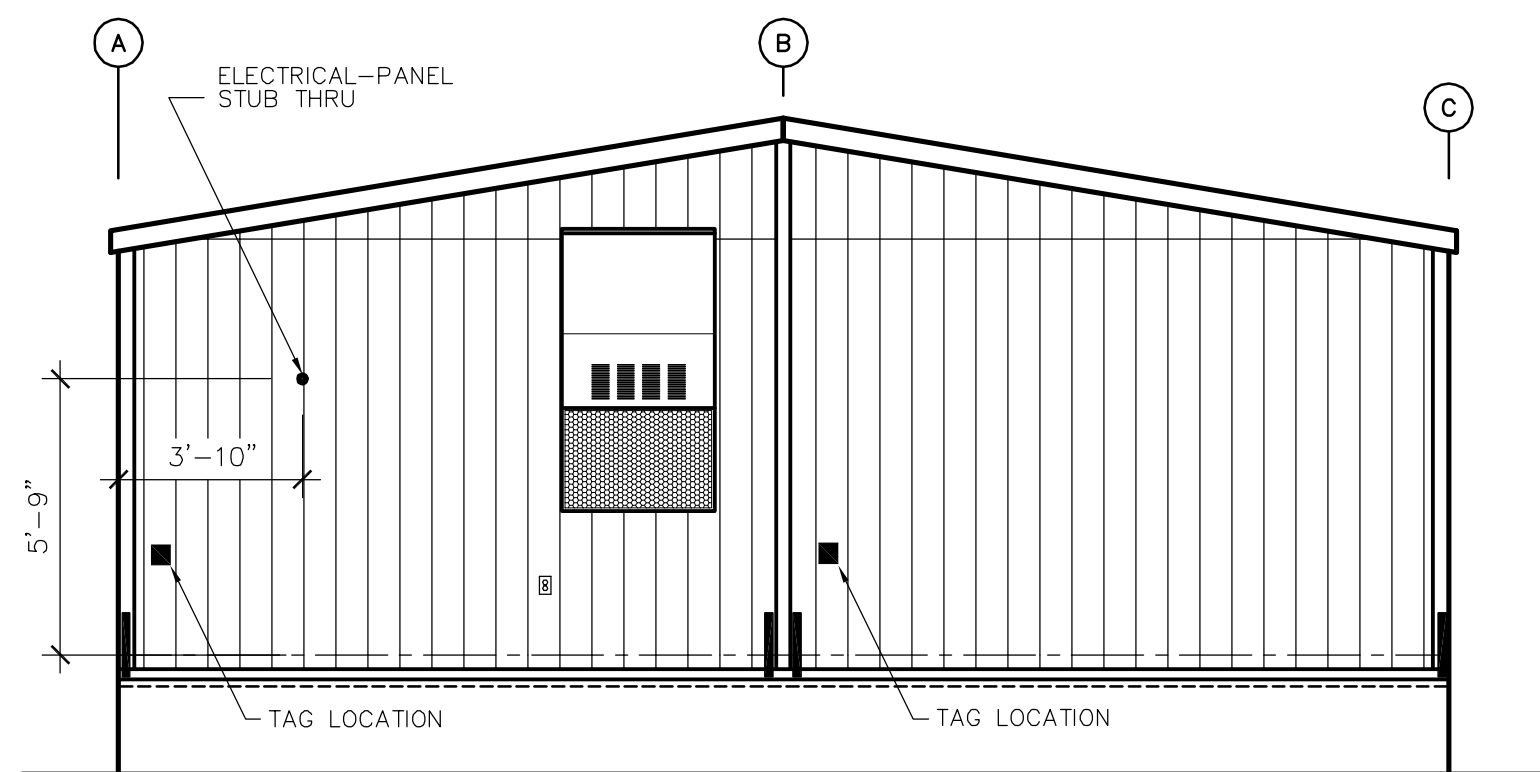 A
B
C
ELECTRICAL-PANEL
STUB THRU
3'-10"
5'-9"
8
TAG LOCATION
TAG LOCATION